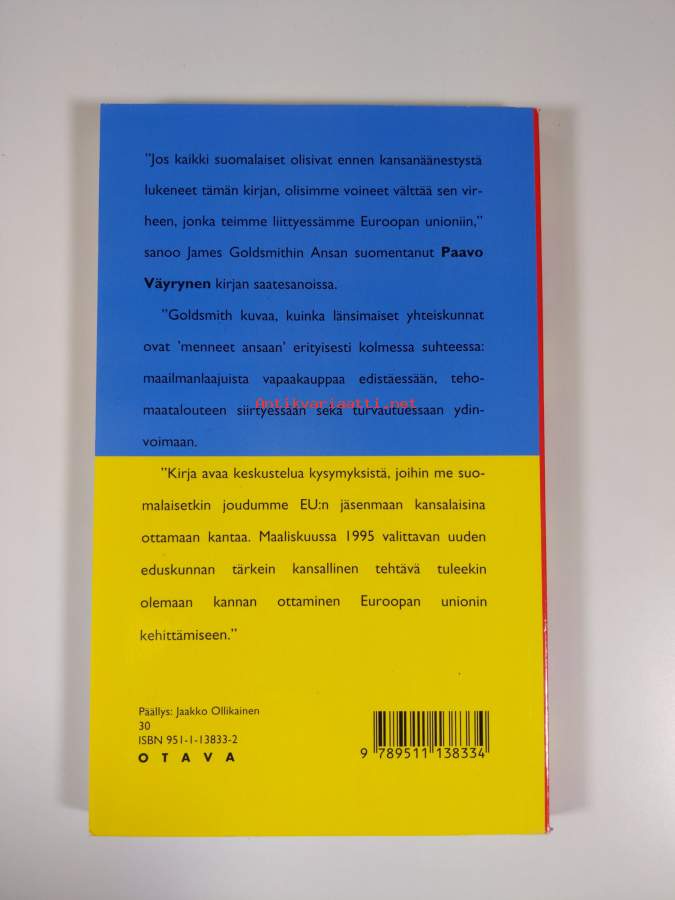 "Jos kaikki suomalaiset olisivat ennen kansanäänestystä
lukeneet tämän kirjan, olisimme voineet välttää sen vir-
heen, jonka teimme liittyessämme Euroopan unioniin,"
sanoo James Goldsmithin Ansan suomentanut Paavo
Väyrynen kirjan saatesanoissa.
"Goldsmith kuvaa, kuinka länsimaiset yhteiskunnat
ovat 'menneet ansaan' erityisesti kolmessa suhteessa:
maailmanlaajuista vapaakauppaa edistäessään, teho-
Antikvariaatti.net
maatalouteen siirtyessään sekä turvautuessaan ydin-
voimaan.
"Kirja avaa keskustelua kysymyksistä, joihin me suo-
malaisetkin joudumme EU:n jäsenmaan kansalaisina
ottamaan kantaa. Maaliskuussa 1995 valittavan uuden
eduskunnan tärkein kansallinen tehtävä tuleekin
olemaan kannan ottaminen Euroopan unionin
kehittämiseen."
Päällys: Jaakko Ollikainen
30
ISBN 951-1-13833-2
OTAVA
9 789511 138334